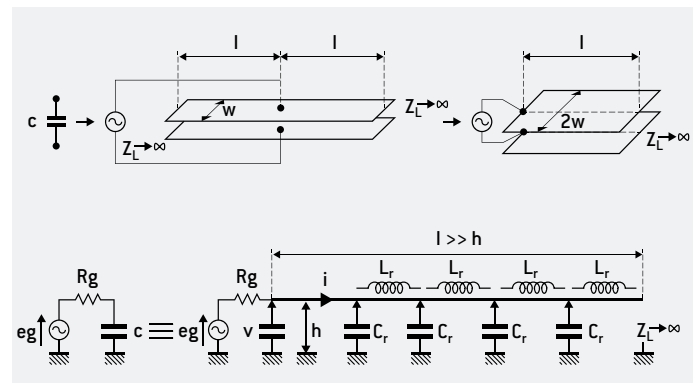 l l
l
w
Z_L→∞
c
2w
Z_L→∞
Z_L→∞
l >> h
Rg
Rg
i
L_r
L_r
L_r
L_r
eg
c
eg
v
h
C_r
C_r
C_r
C_r
Z_L→∞